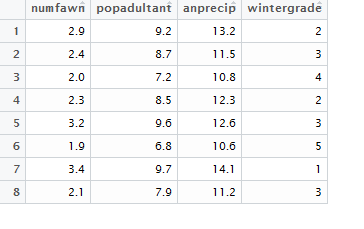 numfawn popadultant anprecip wintergrade
1 2.9 9.2 13.2 2
2 2.4 8.7 11.5 3
3 2.0 7.2 10.8 4
4 2.3 8.5 12.3 2
5 3.2 9.6 12.6 3
6 1.9 6.8 10.6 5
7 3.4 9.7 14.1 1
8 2.1 7.9 11.2 3